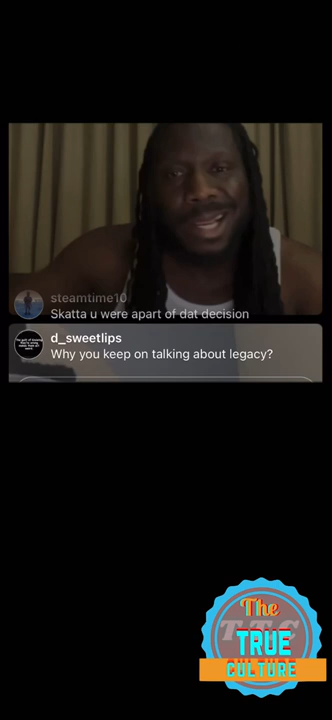 steamtime10
Skatta u were apart of dat decision
d_sweetlips
Why you keep on talking about legacy?
The
T.T.C
TRUE
CULTURE